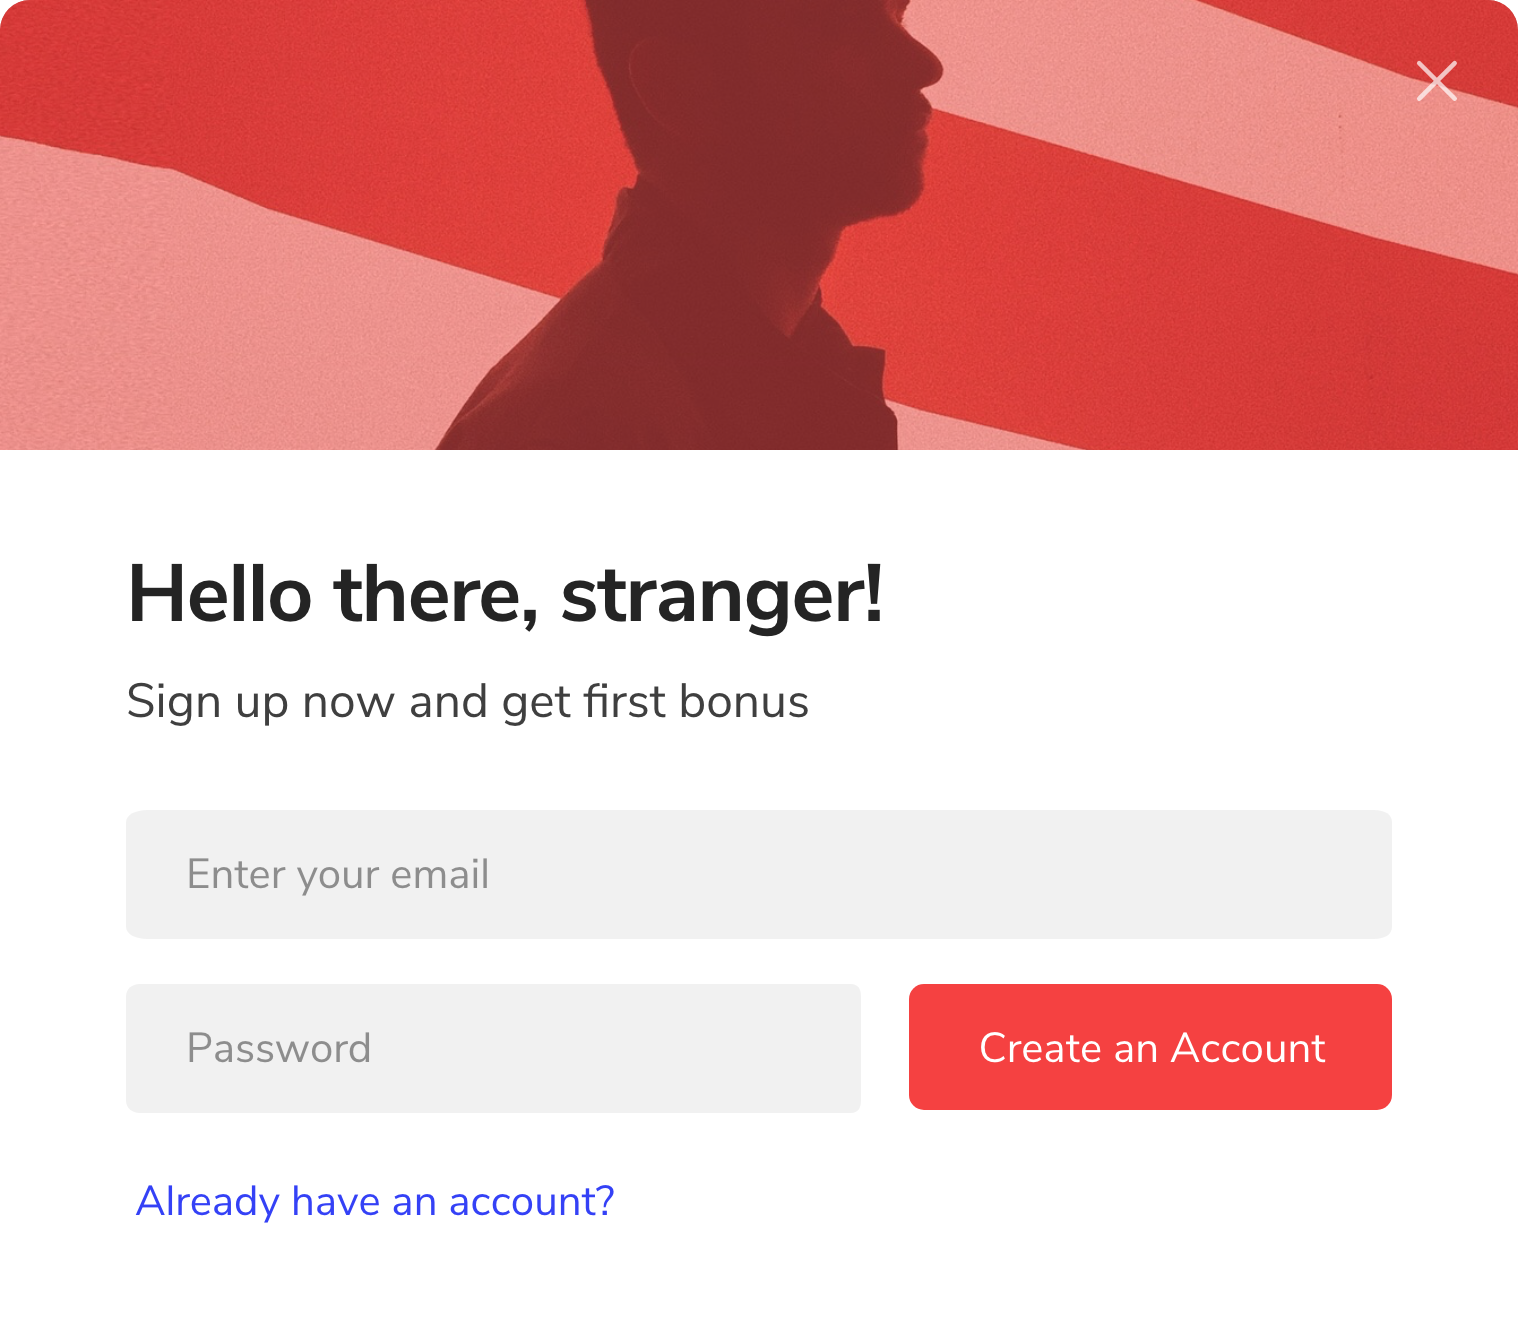 Hello there, stranger!
Sign up now and get first bonus
Enter your email
Password
Create an Account
Already have an account?